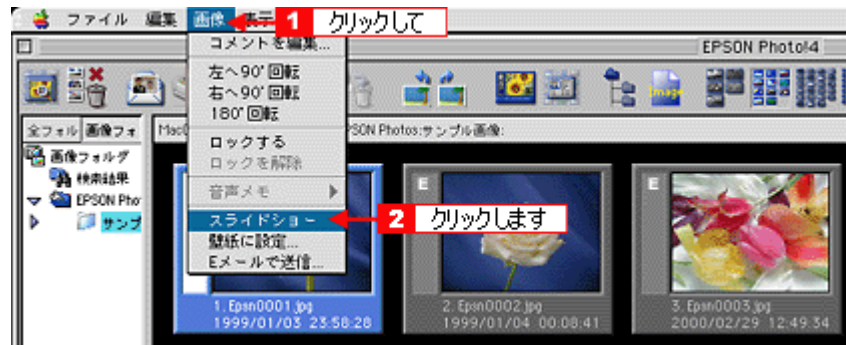 ファイル 編集 画像 表示
1 クリックして
コメントを編集...
EPSON Photo!4
左へ90°回転
右へ90°回転
180°回転
ロックする
ロックを解除
音声メモ
スライドショー
2 クリックします
壁紙に設定...
Eメールで送信...
Image
全フォル 画像フォ
MacO
PSON Photos:サンプル画像:
画像フォルダ
検索結果
EPSON Pho
サンプ
E
E
1. Epsn0001.jpg
1999/01/03 23:58:28
2. Epsn0002.jpg
1999/01/04 00:08:41
3. Epsn0003.jpg
2000/02/29 12:49:34